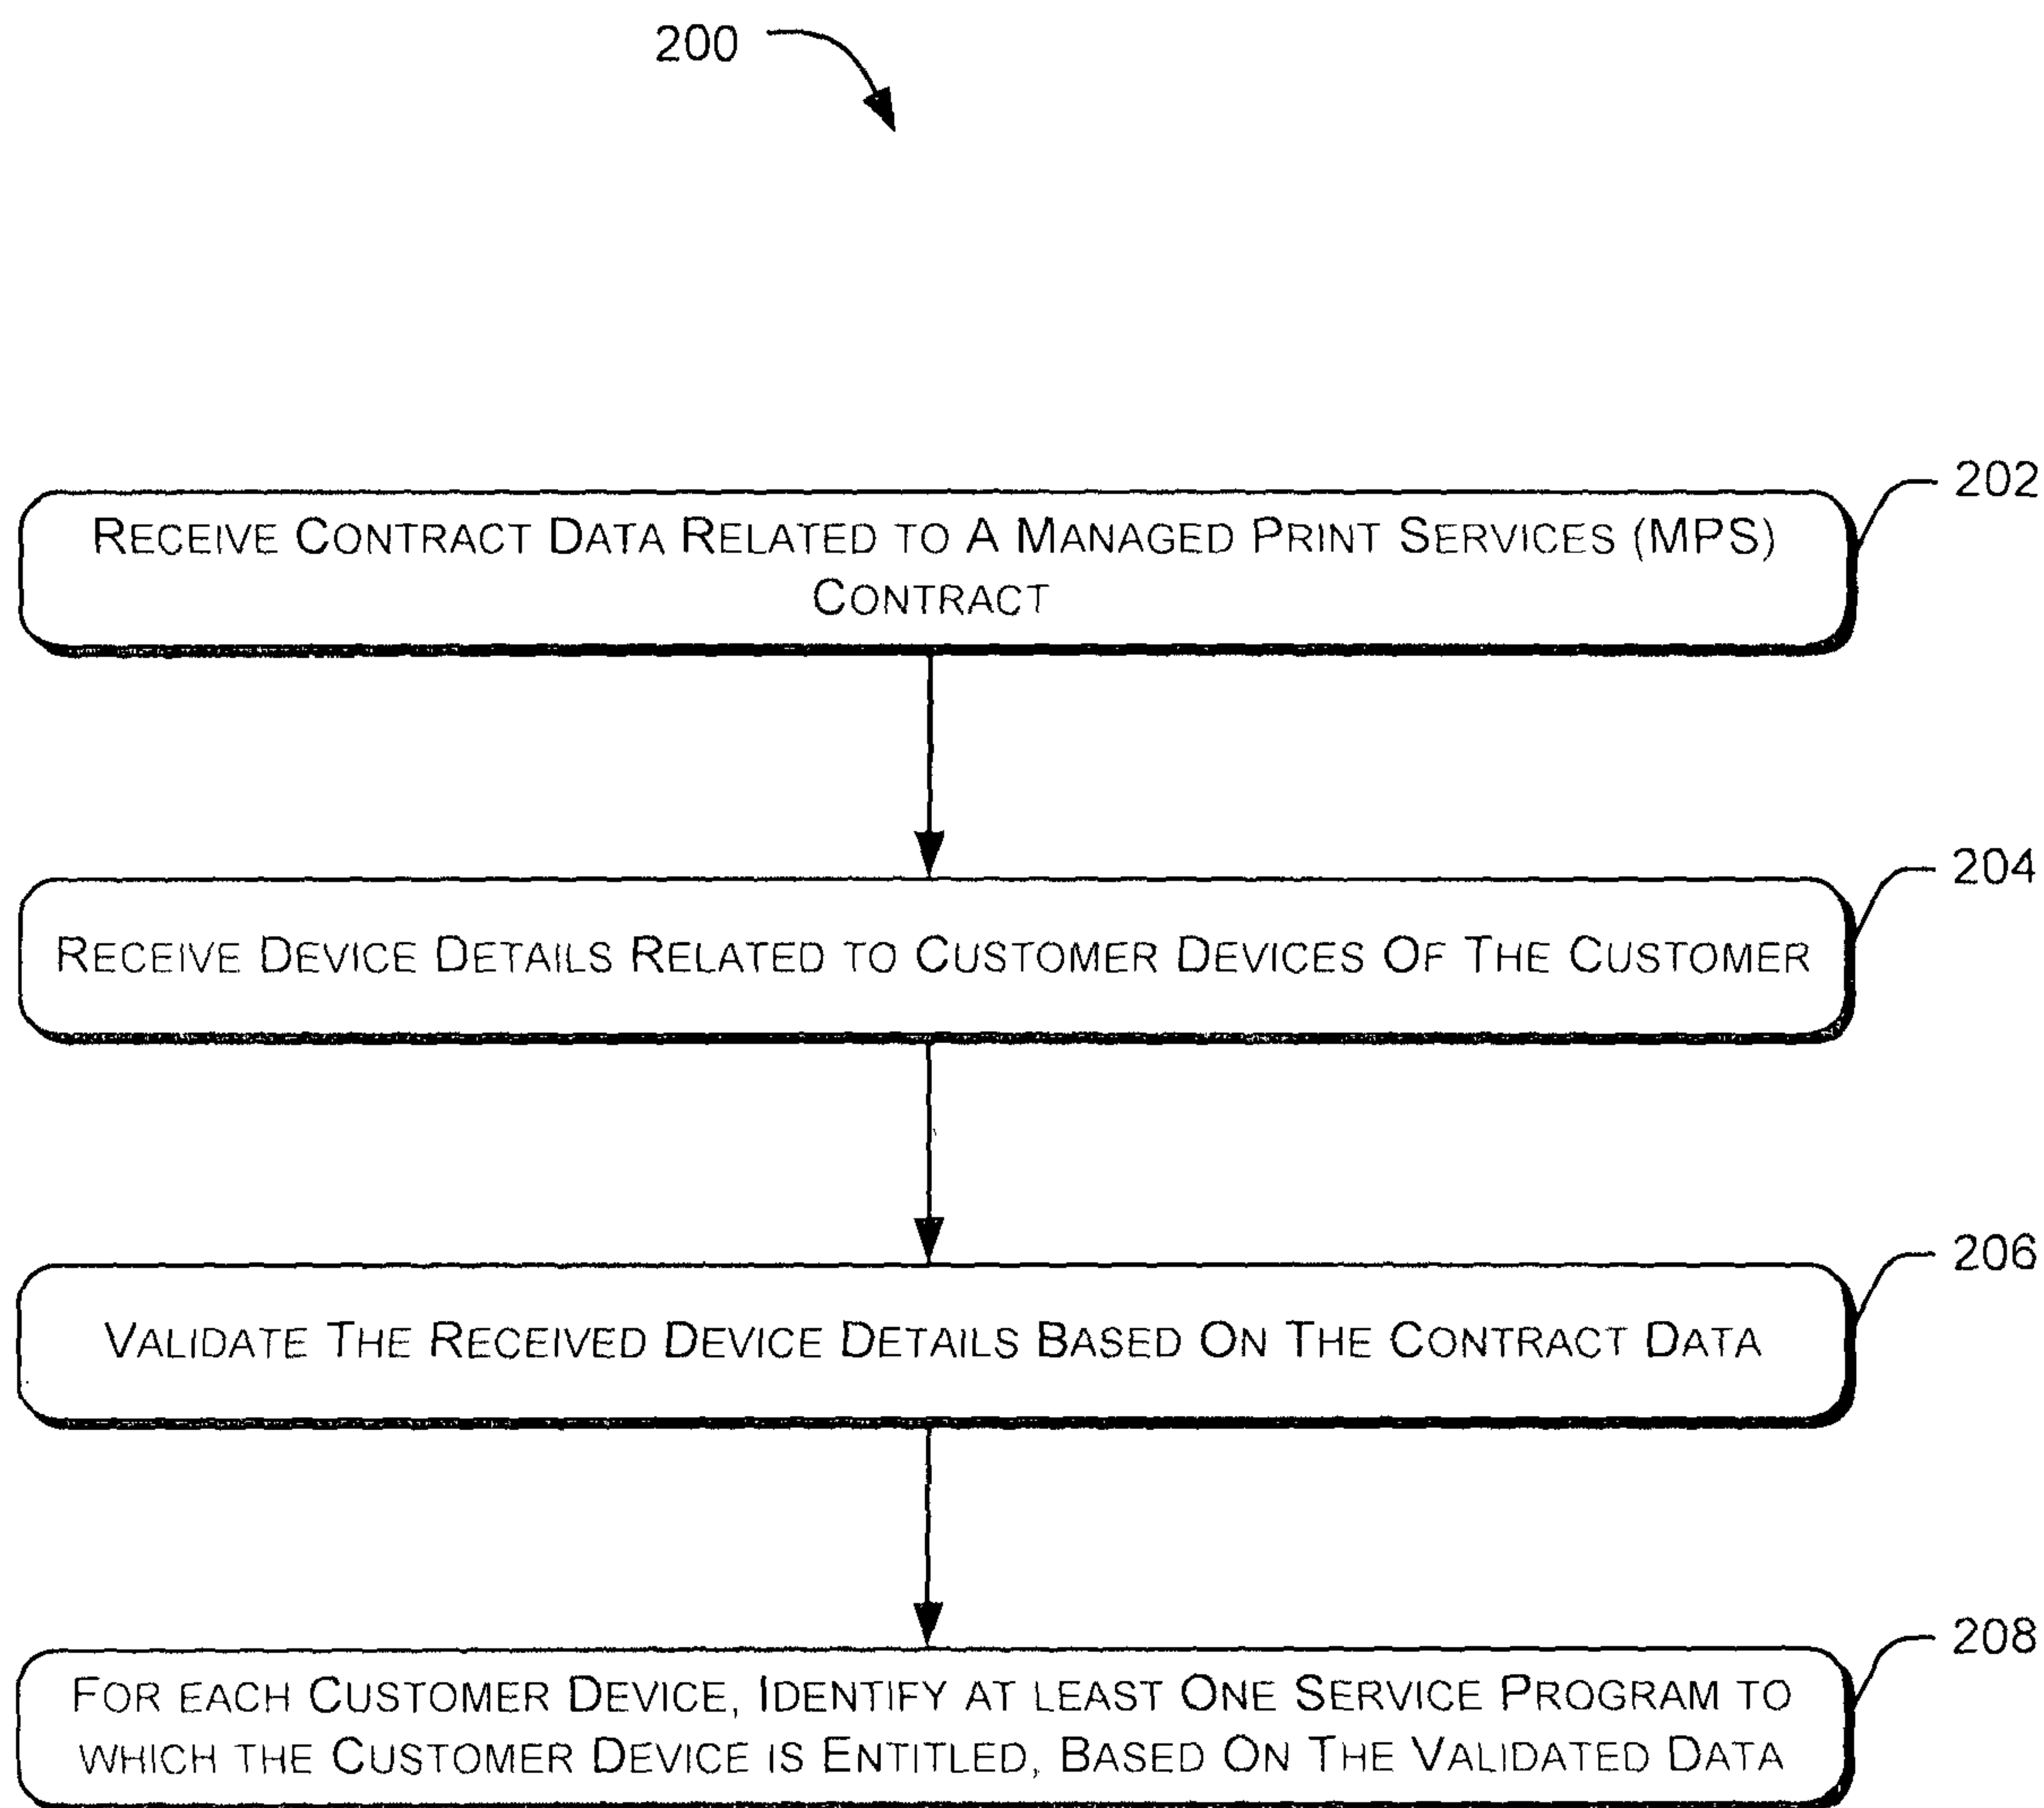 200
202
RECEIVE CONTRACT DATA RELATED TO A MANAGED PRINT SERVICES (MPS)
CONTRACT
204
RECEIVE DEVICE DETAILS RELATED TO CUSTOMER DEVICES OF THE CUSTOMER
206
VALIDATE THE RECEIVED DEVICE DETAILS BASED ON THE CONTRACT DATA
208
FOR EACH CUSTOMER DEVICE, IDENTIFY AT LEAST ONE SERVICE PROGRAM TO
WHICH THE CUSTOMER DEVICE IS ENTITLED, BASED ON THE VALIDATED DATA